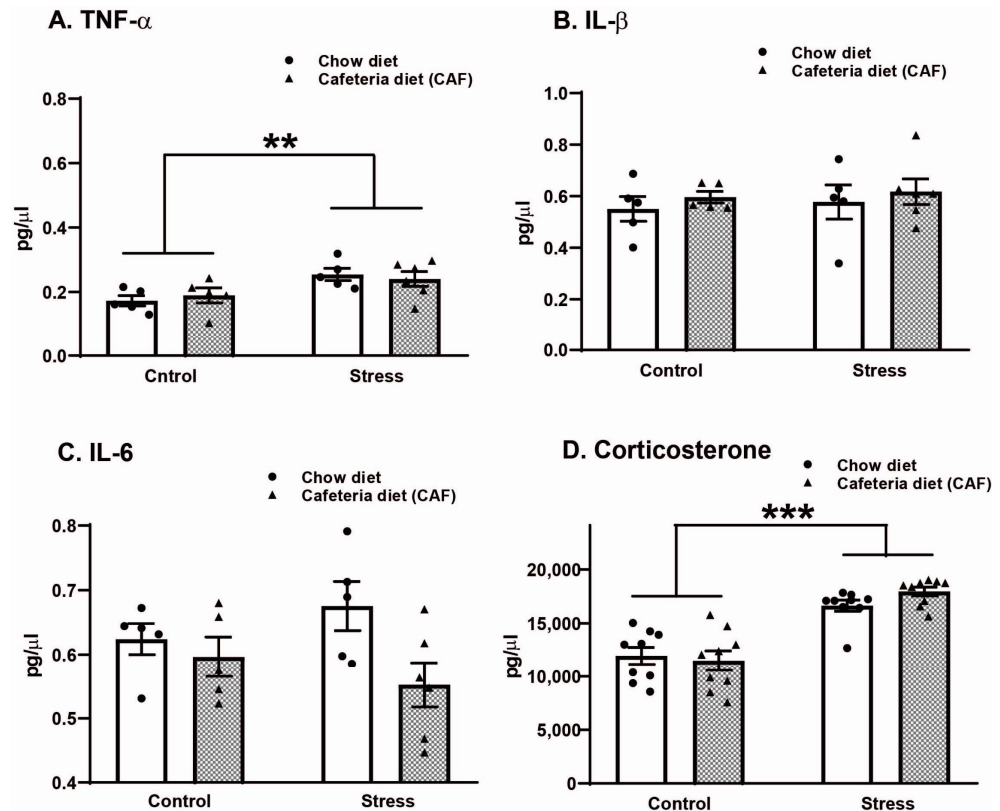 A. TNF-α
Chow diet
Cafeteria diet (CAF)
0.8
0.6
0.4
0.2
0.0
pg/μl
**
Cntrol
Stress
B. IL-β
Chow diet
Cafeteria diet (CAF)
1.0
0.8
0.6
0.4
0.2
0.0
pg/μl
Control
Stress
C. IL-6
Chow diet
Cafeteria diet (CAF)
0.8
0.7
0.6
0.5
0.4
pg/μl
Control
Stress
D. Corticosterone
Chow diet
Cafeteria diet (CAF)
***
20,000
15,000
10,000
5,000
0
pg/μl
Control
Stress